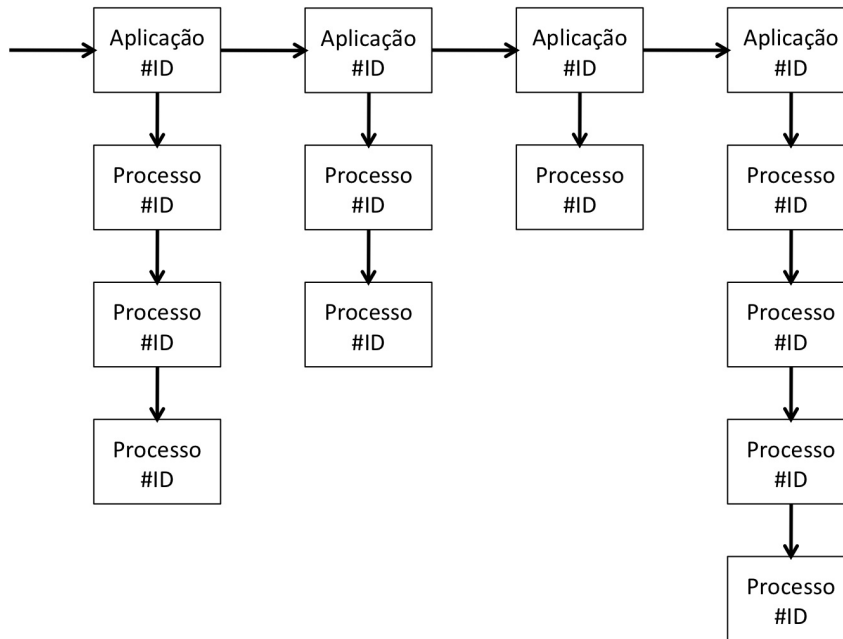 Aplicação
#ID
Aplicação
#ID
Aplicação
#ID
Aplicação
#ID
Processo
#ID
Processo
#ID
Processo
#ID
Processo
#ID
Processo
#ID
Processo
#ID
Processo
#ID
Processo
#ID
Processo
#ID
Processo
#ID